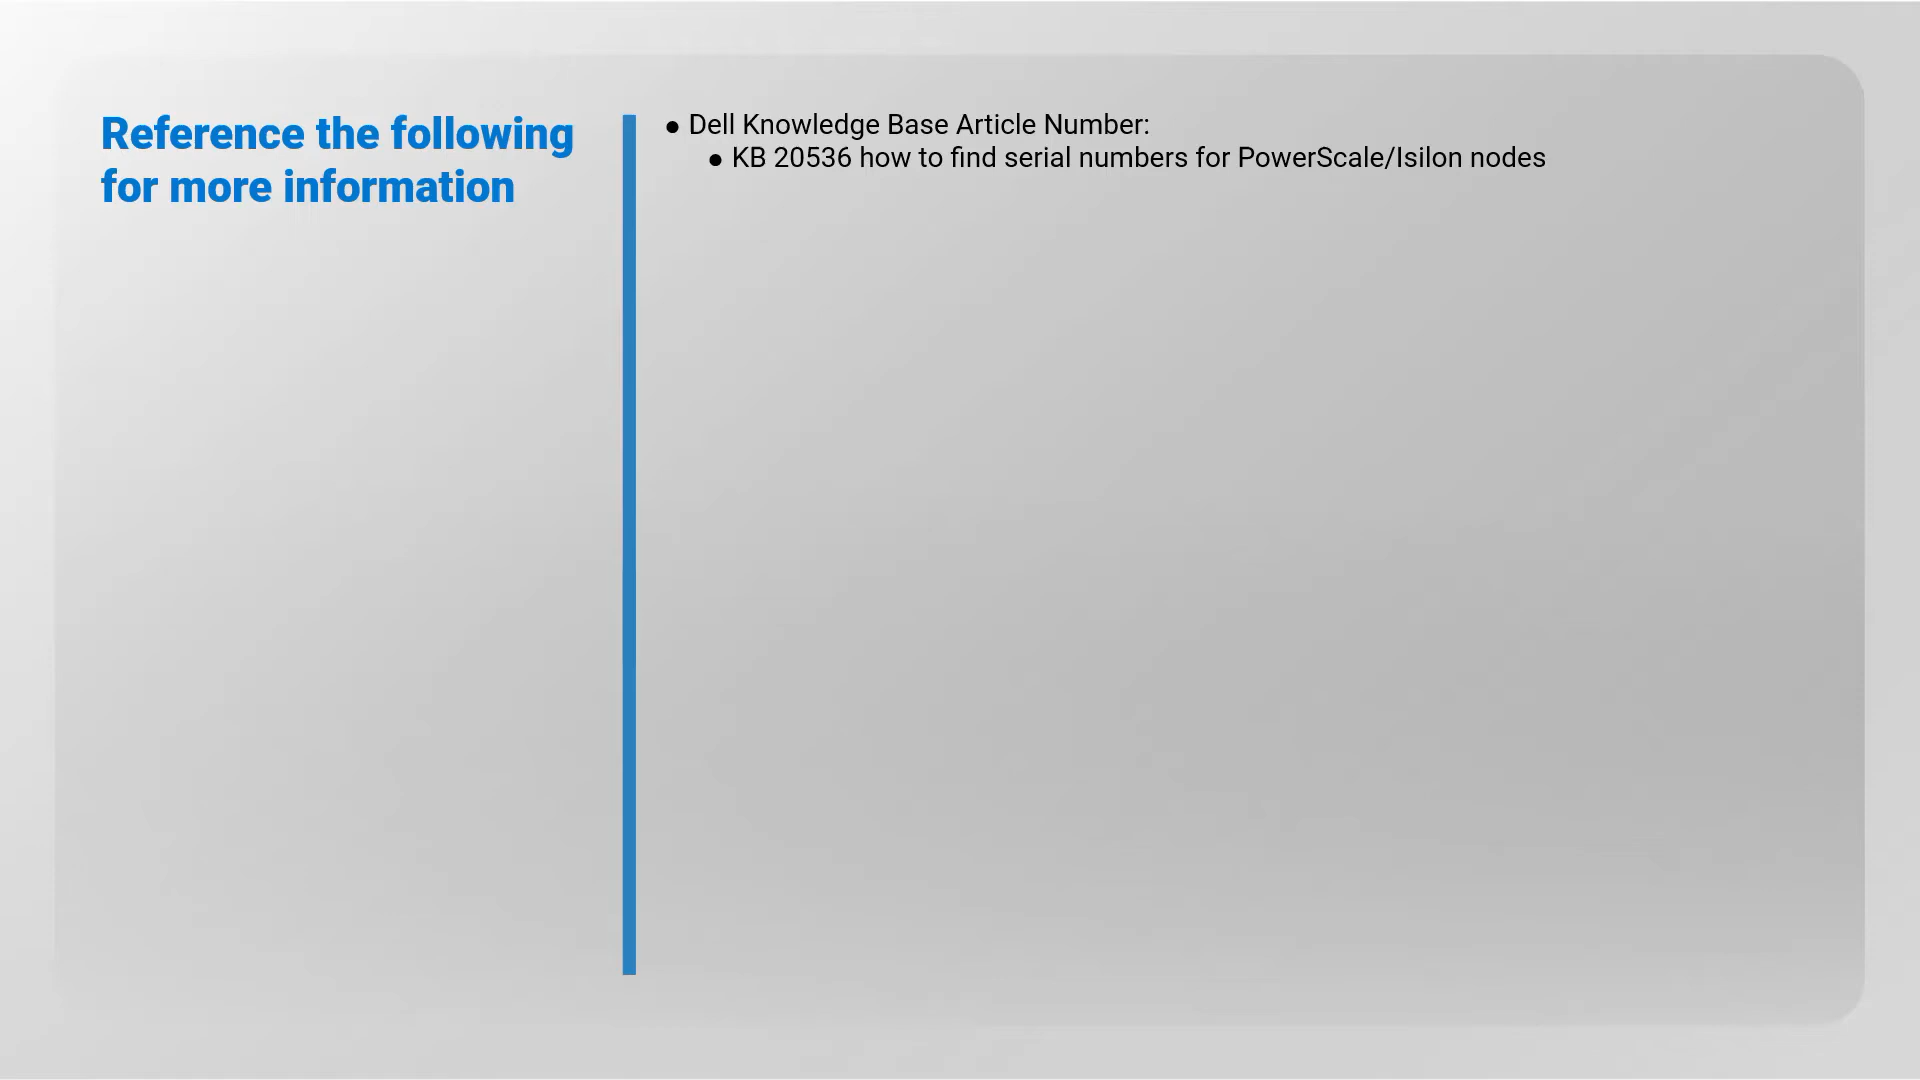 Reference the following
for more information
● Dell Knowledge Base Article Number:
● KB 20536 how to find serial numbers for PowerScale/Isilon nodes